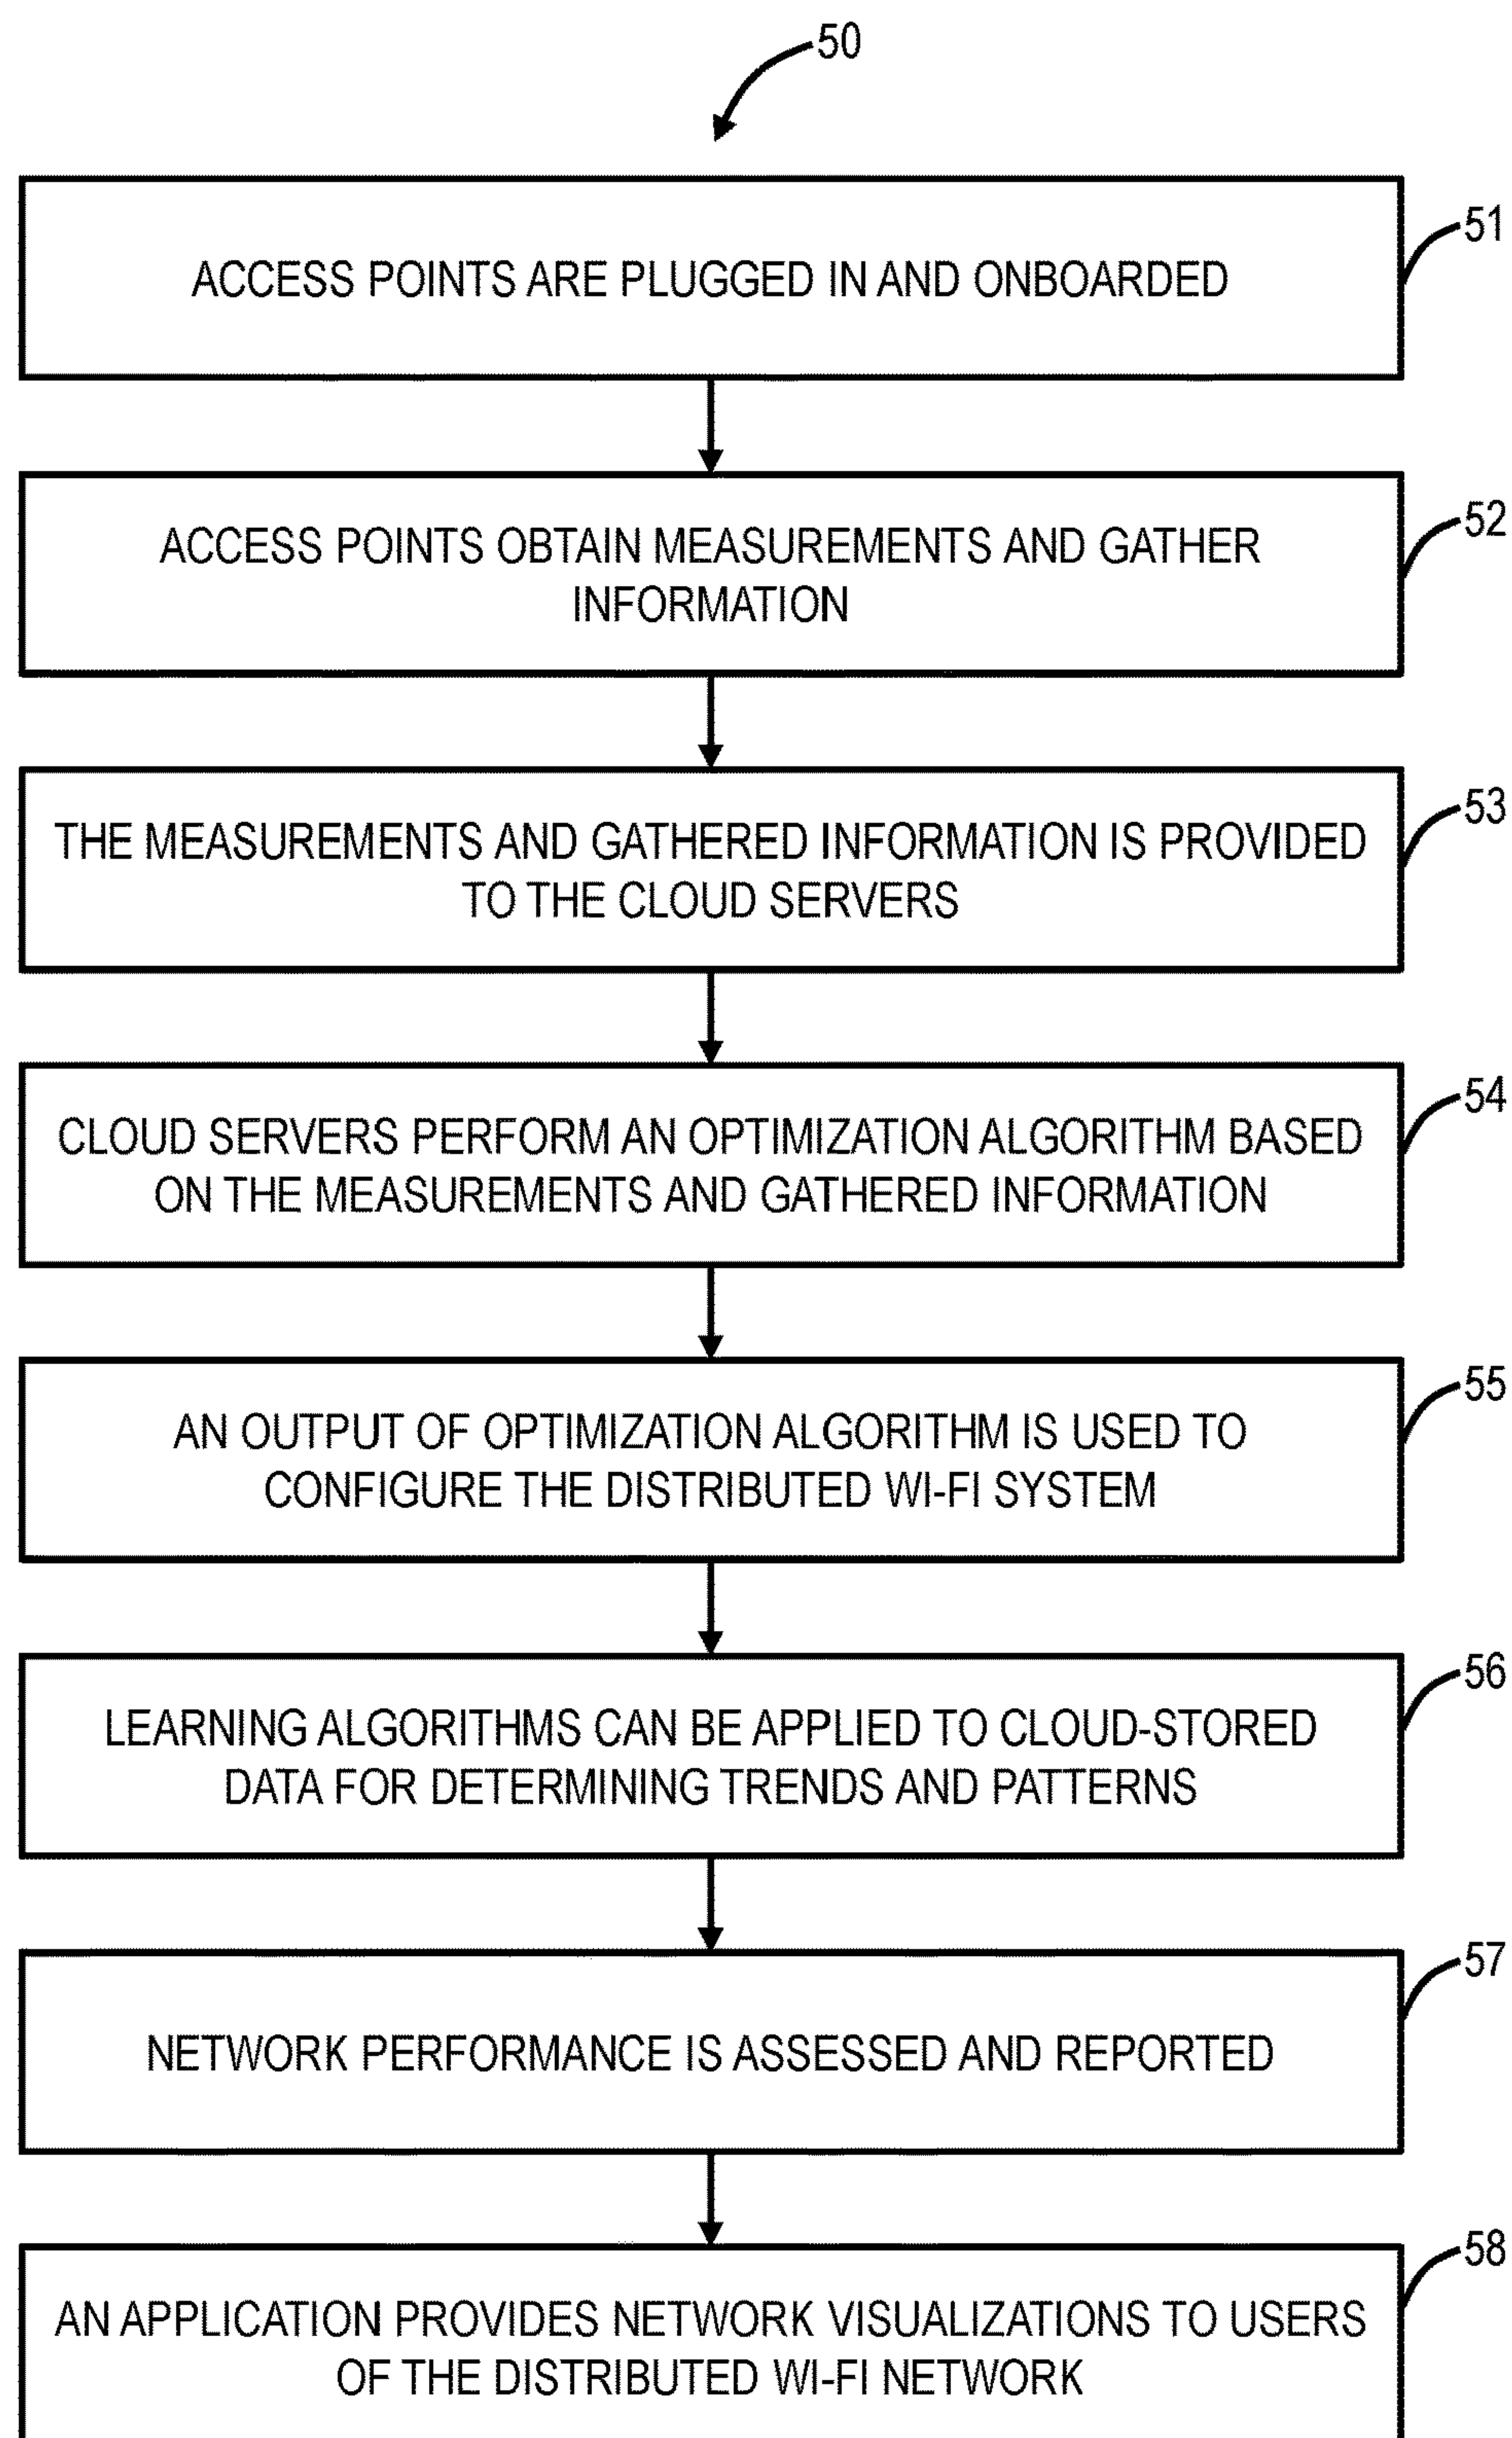 50
51
ACCESS POINTS ARE PLUGGED IN AND ONBOARDED
52
ACCESS POINTS OBTAIN MEASUREMENTS AND GATHER
INFORMATION
53
THE MEASUREMENTS AND GATHERED INFORMATION IS PROVIDED
TO THE CLOUD SERVERS
54
CLOUD SERVERS PERFORM AN OPTIMIZATION ALGORITHM BASED
ON THE MEASUREMENTS AND GATHERED INFORMATION
55
AN OUTPUT OF OPTIMIZATION ALGORITHM IS USED TO
CONFIGURE THE DISTRIBUTED WI-FI SYSTEM
56
LEARNING ALGORITHMS CAN BE APPLIED TO CLOUD-STORED
DATA FOR DETERMINING TRENDS AND PATTERNS
57
NETWORK PERFORMANCE IS ASSESSED AND REPORTED
58
AN APPLICATION PROVIDES NETWORK VISUALIZATIONS TO USERS
OF THE DISTRIBUTED WI-FI NETWORK